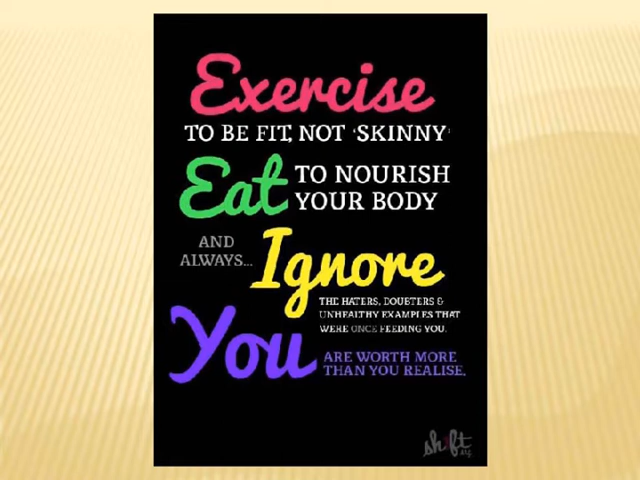 Exercise
TO BE FIT, NOT 'SKINNY'
Eat TO NOURISH
YOUR BODY
AND
ALWAYS... Ignore
THE HATERS, DOUBTERS &
UNHEALTHY EXAMPLES THAT
WERE ONCE FEEDING YOU.
You ARE WORTH MORE
THAN YOU REALISE.
shift